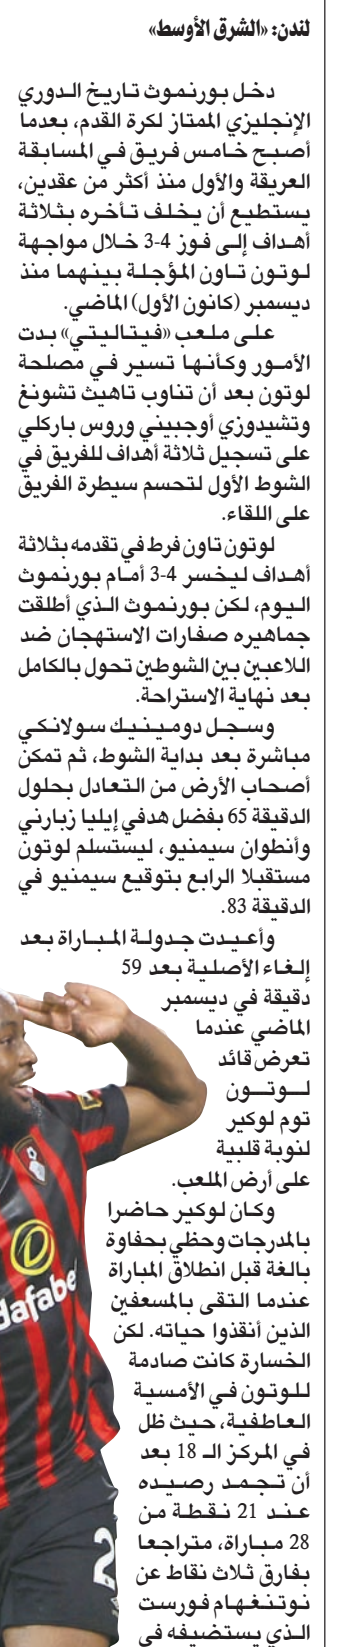 لندن: «الشرق الأوسط»
دخل بورنموث تاريخ الدوري
الإنجليزي الممتاز لكرة القدم، بعدما
أصبح خامس فريق في المسابقة
العريقة والأول منذ أكثر من عقدين،
يستطيع أن يخلف تأخره بثلاثة
أهداف إلى فوز 4-3 خلال مواجهة
لوتون تاون المؤجلة بينهما منذ
ديسمبر (كانون الأول) الماضي.
على ملعب «فيتاليتي» بدت
الأمور وكأنها تسير في مصلحة
لوتون بعد أن تناوب تاهيث تشونغ
وتشيدوزي أوجبيني وروس باركلي
على تسجيل ثلاثة أهداف للفريق في
الشوط الأول لتحسم سيطرة الفريق
على اللقاء.
لوتون تاون فرط في تقدمه بثلاثة
أهداف ليخسر 4-3 أمام بورنموث
اليوم، لكن بورنموث الذي أطلقت
جماهيره صفارات الاستهجان ضد
اللاعبين بين الشوطين تحول بالكامل
بعد نهاية الاستراحة.
وسجل دومينيك سولانكي
مباشرة بعد بداية الشوط، ثم تمكن
أصحاب الأرض من التعادل بحلول
الدقيقة 65 بفضل هدفي إيليا زبارني
وأنطوان سيمنيو، ليستسلم لوتون
مستقبلا الرابع بتوقيع سيمنيو في
الدقيقة 83.
وأعيدت جدولة المباراة بعد
إلغاء الأصلية بعد 59
دقيقة في ديسمبر
الماضي عندما
تعرض قائد
لوتون
توم لوكير
لنوبة قلبية
على أرض الملعب.
وكان لوكير حاضرا
بالمدرجات وحظي بحفاوة
بالغة قبل انطلاق المباراة
عندما التقى بالمسعفين
الذين أنقذوا حياته. لكن
الخسارة كانت صادمة
للوتون في الأمسية
العاطفية، حيث ظل
في المركز الـ 18 بعد
أن تجمد رصيده
عند 21 نقطة من
28 مباراة، متراجعا
بفارق ثلاث نقاط عن
نوتنغهام فورست
الذي يستضيفه في
dafabe
2